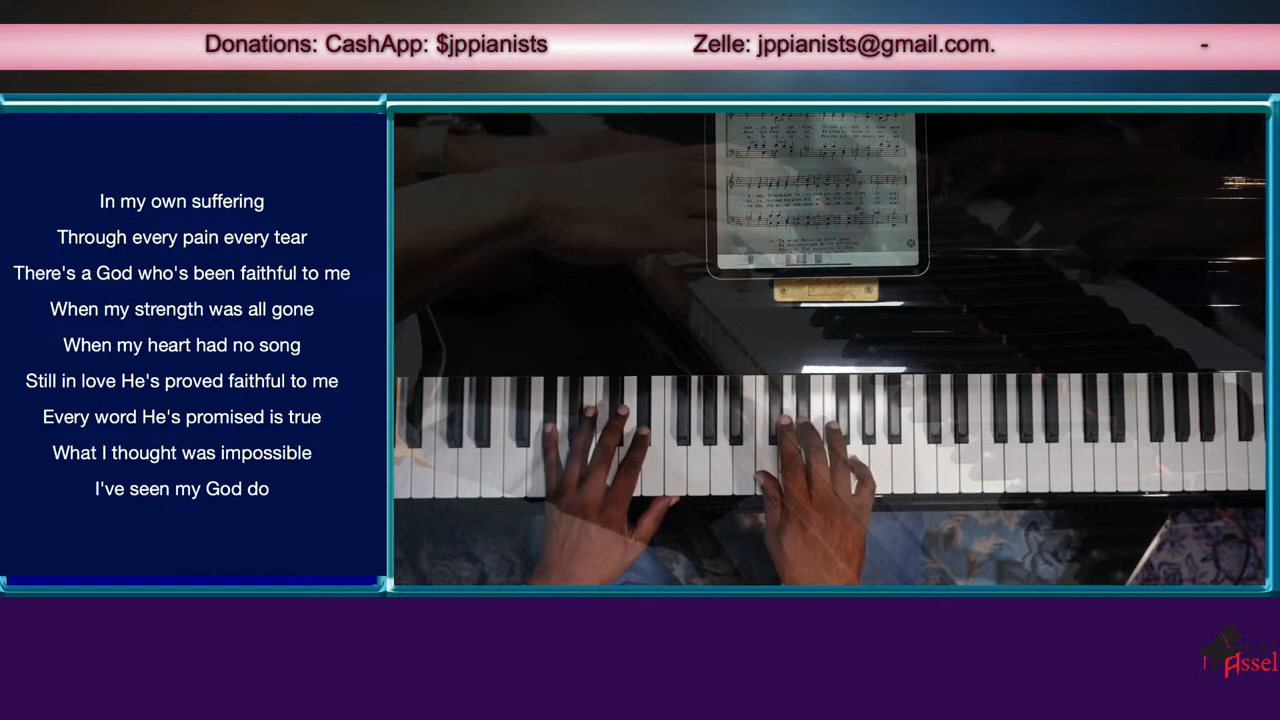 Donations: CashApp: $jppianists Zelle: jppianists@gmail.com. -
In my own suffering
Through every pain every tear
There's a God who's been faithful to me
When my strength was all gone
When my heart had no song
Still in love He's proved faithful to me
Every word He's promised is true
What I thought was impossible
I've seen my God do
Assel